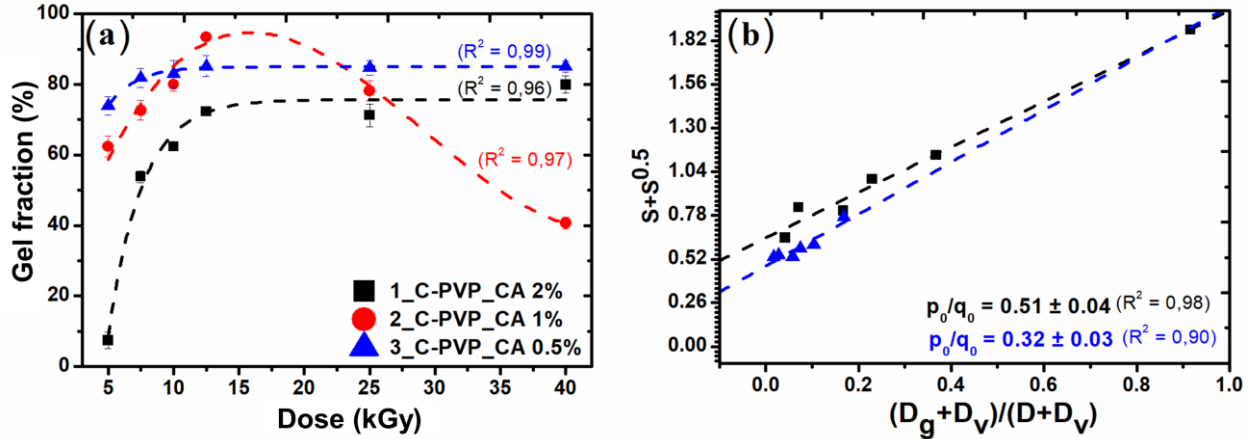 (a)
100
80
60
40
20
0
Gel fraction (%)
(R² = 0,99)
(R² = 0,96)
(R² = 0,97)
1_C-PVP_CA 2%
2_C-PVP_CA 1%
3_C-PVP_CA 0.5%
5 10 15 20 25 30 35 40
Dose (kGy)
(b)
1.82
1.56
1.30
1.04
0.78
0.52
0.26
0.00
S+S^0.5
p₀/q₀ = 0.51 ± 0.04 (R² = 0,98)
p₀/q₀ = 0.32 ± 0.03 (R² = 0,90)
0.0 0.2 0.4 0.6 0.8 1.0
(D_g+D_v)/(D+D_v)